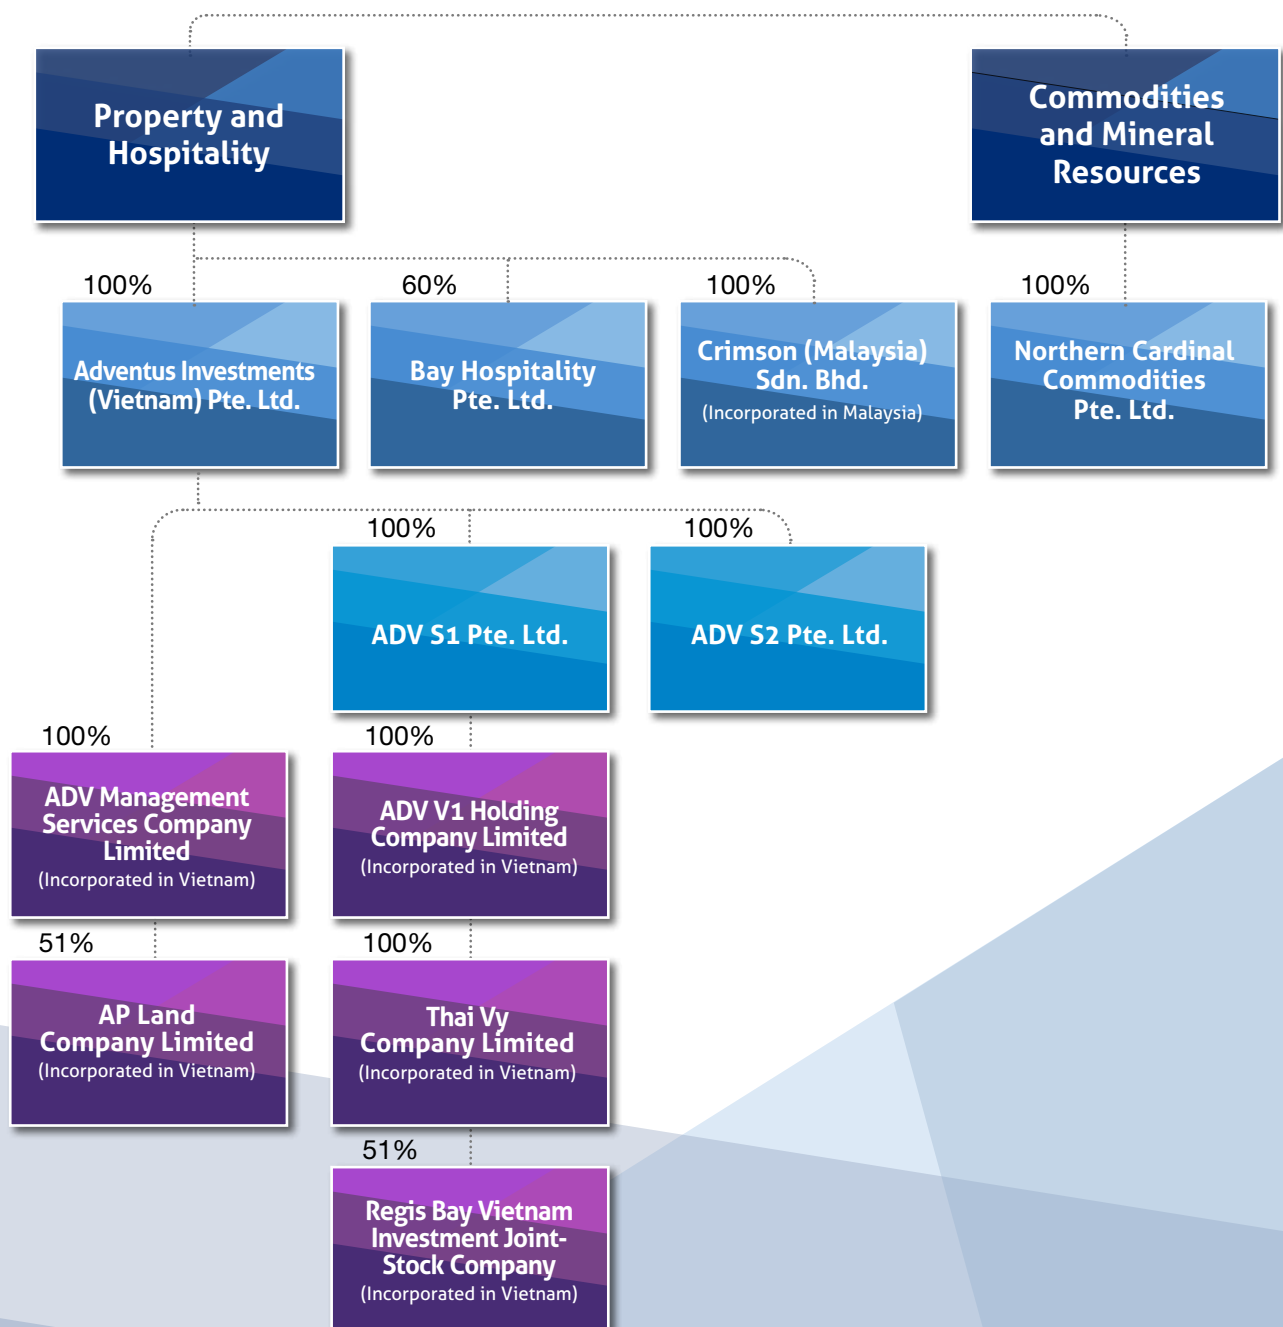 Property and
Hospitality
Commodities
and Mineral
Resources
100%
60%
100%
100%
Adventus Investments
(Vietnam) Pte. Ltd.
Bay Hospitality
Pte. Ltd.
Crimson (Malaysia)
Sdn. Bhd.
(Incorporated in Malaysia)
Northern Cardinal
Commodities
Pte. Ltd.
100%
100%
ADV S1 Pte. Ltd.
ADV S2 Pte. Ltd.
100%
100%
ADV Management
Services Company
Limited
(Incorporated in Vietnam)
ADV V1 Holding
Company Limited
(Incorporated in Vietnam)
51%
100%
AP Land
Company Limited
(Incorporated in Vietnam)
Thai Vy
Company Limited
(Incorporated in Vietnam)
51%
Regis Bay Vietnam
Investment Joint-
Stock Company
(Incorporated in Vietnam)